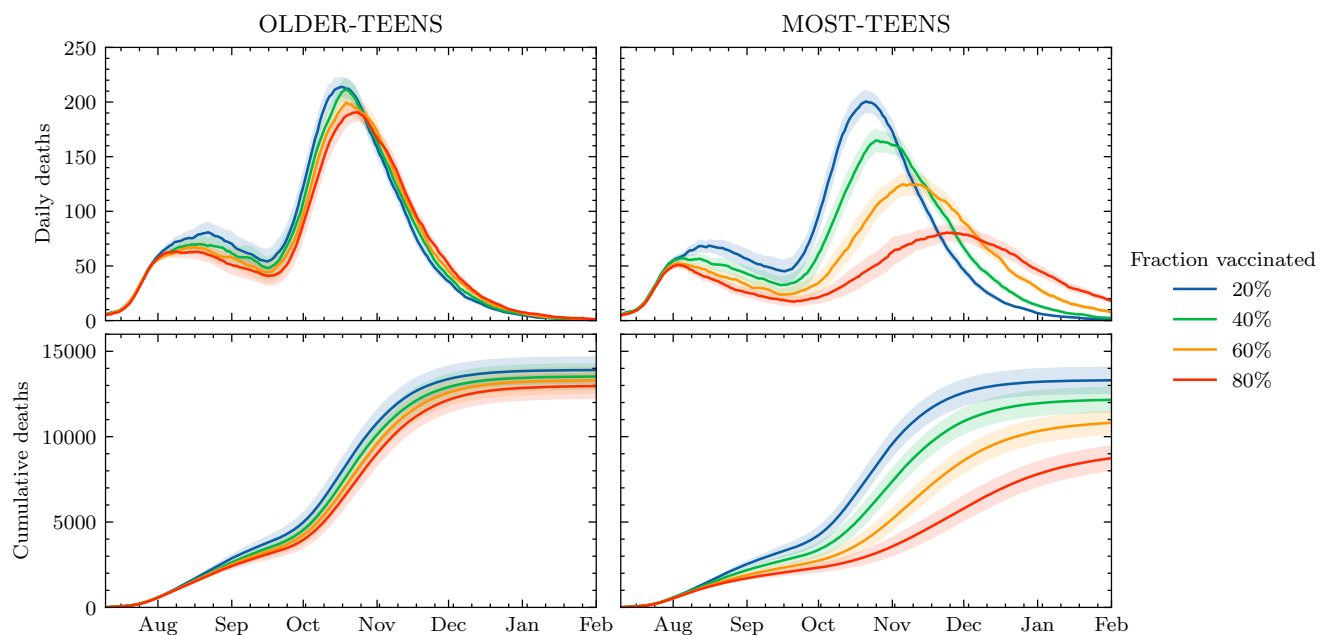 OLDER-TEENS
MOST-TEENS
Daily deaths
250
200
150
100
50
0
Cumulative deaths
15000
10000
5000
0
Aug Sep Oct Nov Dec Jan Feb
Aug Sep Oct Nov Dec Jan Feb
Fraction vaccinated
20%
40%
60%
80%